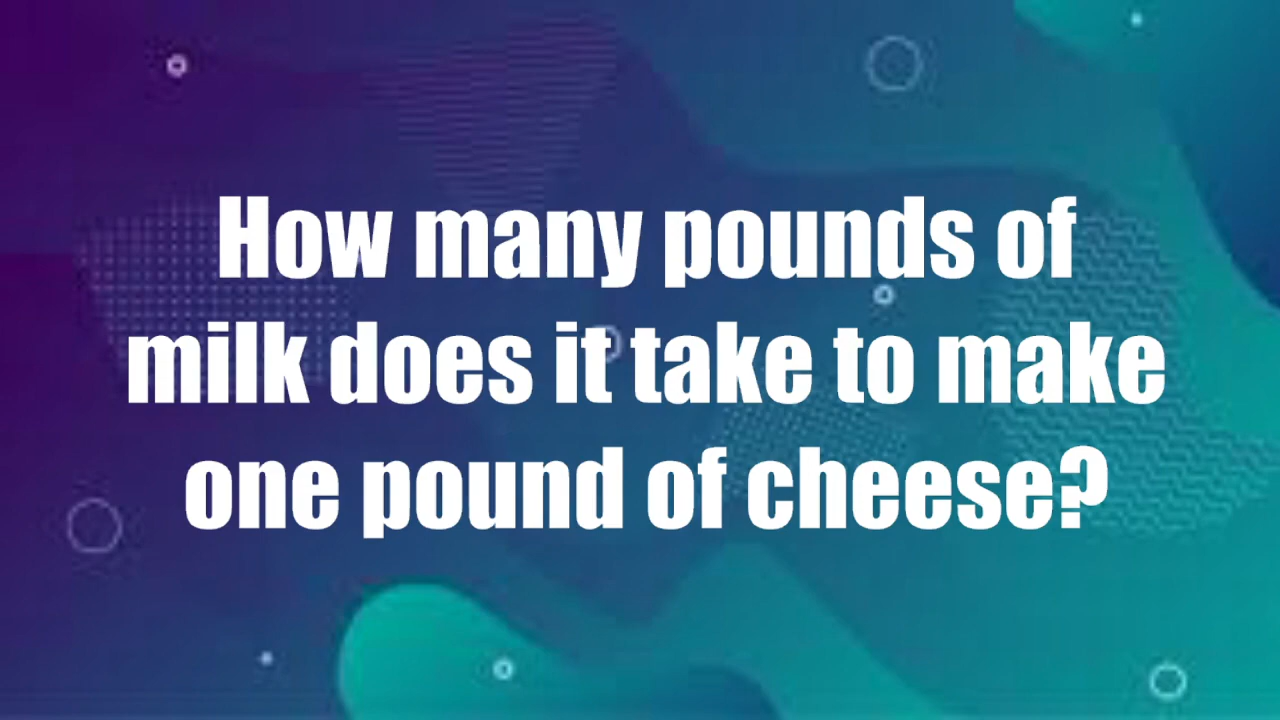 How many pounds of
milk does it take to make
one pound of cheese?